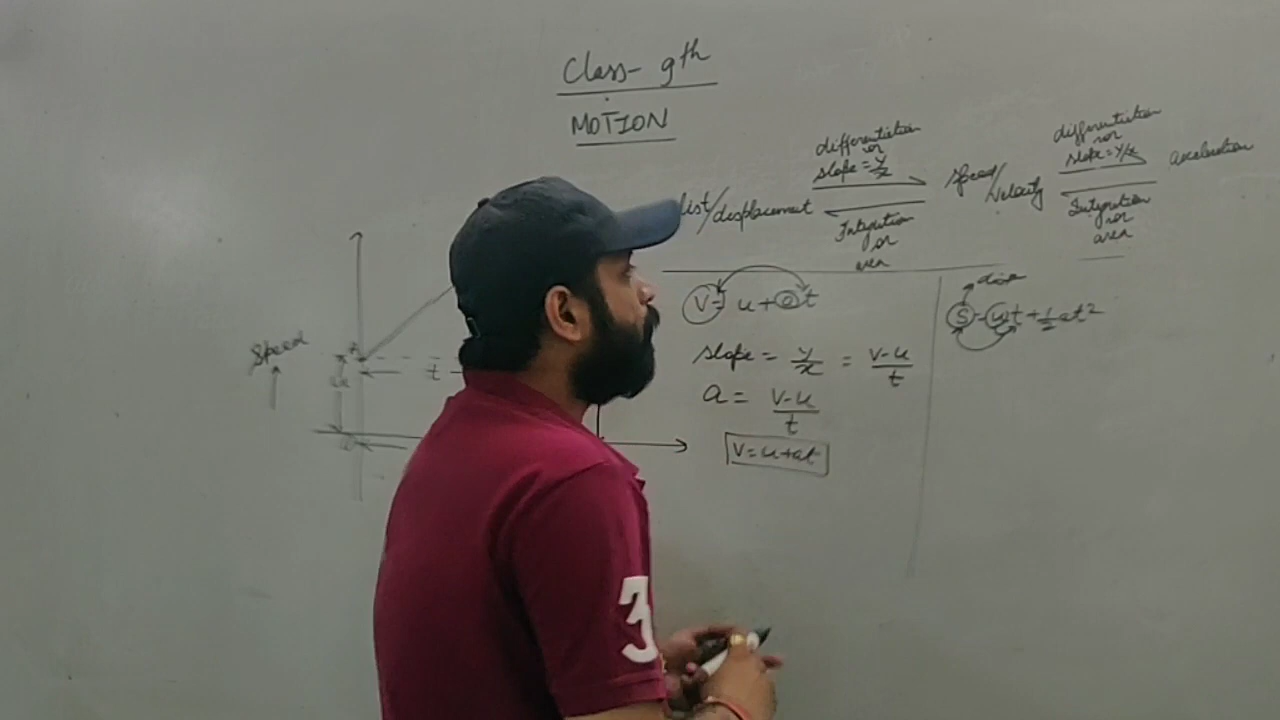 Class- 9th
MOTION
dist/displacement
differentiation
or
slope = y/x
Integration
or
area
speed/
velocity
differentiation
or
slope = y/x
Integration
or
area
acceleration
Speed
u
t
V = u + at
slope = y/x = v-u/t
a = v-u/t
v = u+at
S = ut + 1/2 at2
3